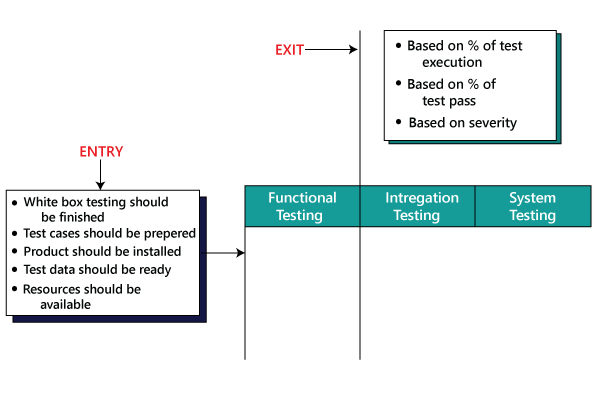 EXIT
• Based on % of test
execution
• Based on % of
test pass
• Based on severity
ENTRY
• White box testing should
be finished
• Test cases should be prepered
• Product should be installed
• Test data should be ready
• Resources should be
available
Functional
Testing
Intregation
Testing
System
Testing